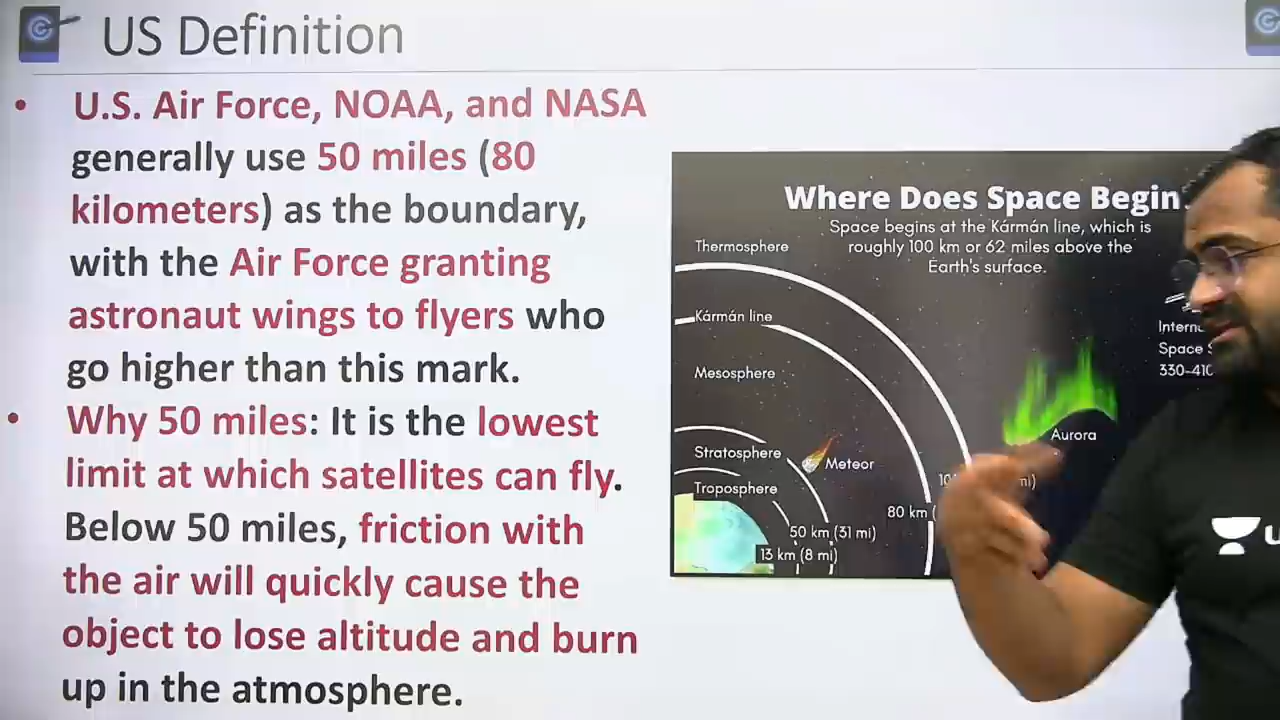 US Definition
• U.S. Air Force, NOAA, and NASA
generally use 50 miles (80
kilometers) as the boundary,
with the Air Force granting
astronaut wings to flyers who
go higher than this mark.
• Why 50 miles: It is the lowest
limit at which satellites can fly.
Below 50 miles, friction with
the air will quickly cause the
object to lose altitude and burn
up in the atmosphere.
Where Does Space Begin
Space begins at the Kármán line, which is
roughly 100 km or 62 miles above the
Earth's surface.
Thermosphere
Kármán line
Mesosphere
Stratosphere
Troposphere
Meteor
Aurora
Space
mi)
80 km (
50 km (31 mi)
13 km (8 mi)